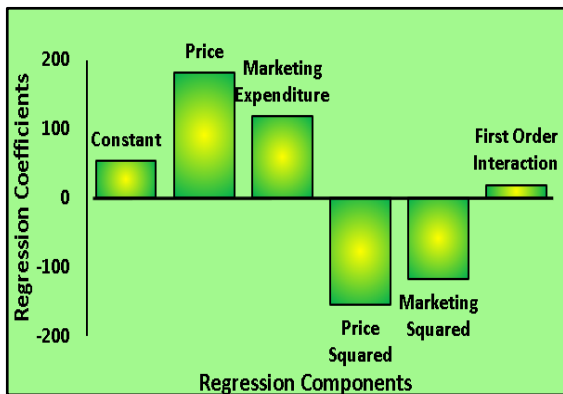 Regression Coefficients
200
100
0
-100
-200
Constant
Price
Marketing
Expenditure
Price
Squared
Marketing
Squared
First Order
Interaction
Regression Components